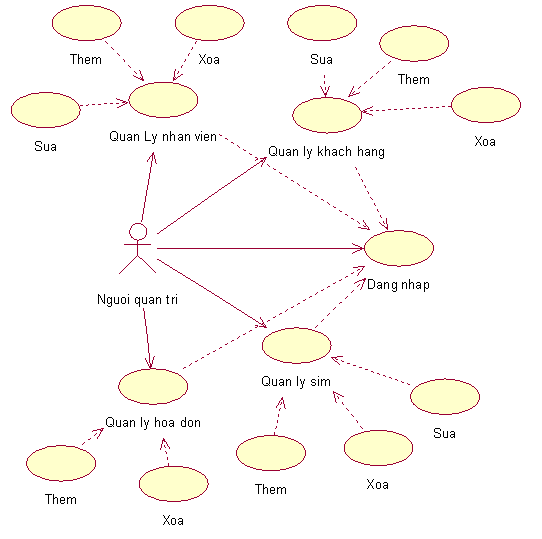 Them
Xoa
Sua
Them
Sua
Quan Ly nhan vien
Quan ly khach hang
Xoa
Dang nhap
Nguoi quan tri
Quan ly sim
Quan ly hoa don
Sua
Them
Xoa
Them
Xoa